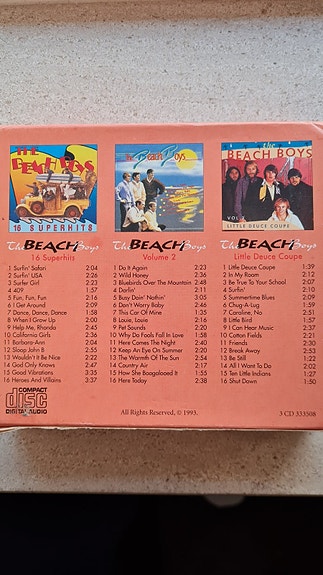 THE
BEACH BOYS
16 SUPERHITS
The Beach Boys
the
BEACH BOYS
VOL. 3
LITTLE DEUCE COUPE
The BEACH Boys
16 Superhits
1 Surfin' Safari 2:04
2 Surfin' USA 2:26
3 Surfer Girl 2:23
4 409 1:57
5 Fun, Fun, Fun 2:16
6 I Get Around 2:09
7 Dance, Dance, Dance 1:58
8 When I Grow Up 2:00
9 Help Me, Rhonda 2:45
10 California Girls 2:36
11 Barbara-Ann 2:04
12 Sloop John B 2:55
13 Wouldn't It Be Nice 2:22
14 God Only Knows 2:47
15 Good Vibrations 3:35
16 Heroes And Villains 3:37
The BEACH Boys
Volume 2
1 Do It Again 2:23
2 Wild Honey 2:36
3 Bluebirds Over The Mountain 2:48
4 Darlin' 2:11
5 Busy Doin' Nothin' 3:05
6 Don't Worry Baby 2:46
7 This Car Of Mine 1:35
8 Louie, Louie 2:16
9 Pet Sounds 2:20
10 Why Do Fools Fall In Love 1:58
11 Here Comes The Night 2:40
12 Keep An Eye On Summer 2:20
13 The Warmth Of The Sun 2:54
14 Country Air 2:17
15 How She Boogalooed It 1:55
16 Here Today 2:38
The BEACH Boys
Little Deuce Coupe
1 Little Deuce Coupe 1:39
2 In My Room 2:12
3 Be True To Your School 2:07
4 Surfin' 2:10
5 Summertime Blues 2:09
6 Chug-A-Lug 1:59
7 Caroline, No. 2:51
8 Little Bird 1:57
9 I Can Hear Music 2:37
10 Cotton Fields 2:21
11 Friends 2:30
12 Break Away 2:53
13 Be Still 1:22
14 All I Want To Do 2:02
15 Ten Little Indians 1:27
16 Shut Down 1:50
COMPACT
disc
DIGITAL AUDIO
All Rights Reserved, © 1993.
3 CD 333508